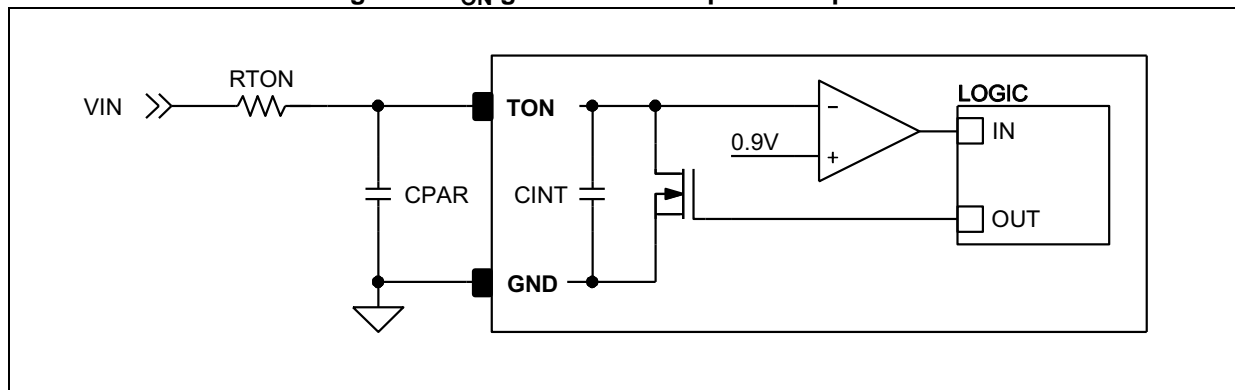 RTON
VIN
TON
LOGIC
IN
0.9V
CPAR
CINT
OUT
GND